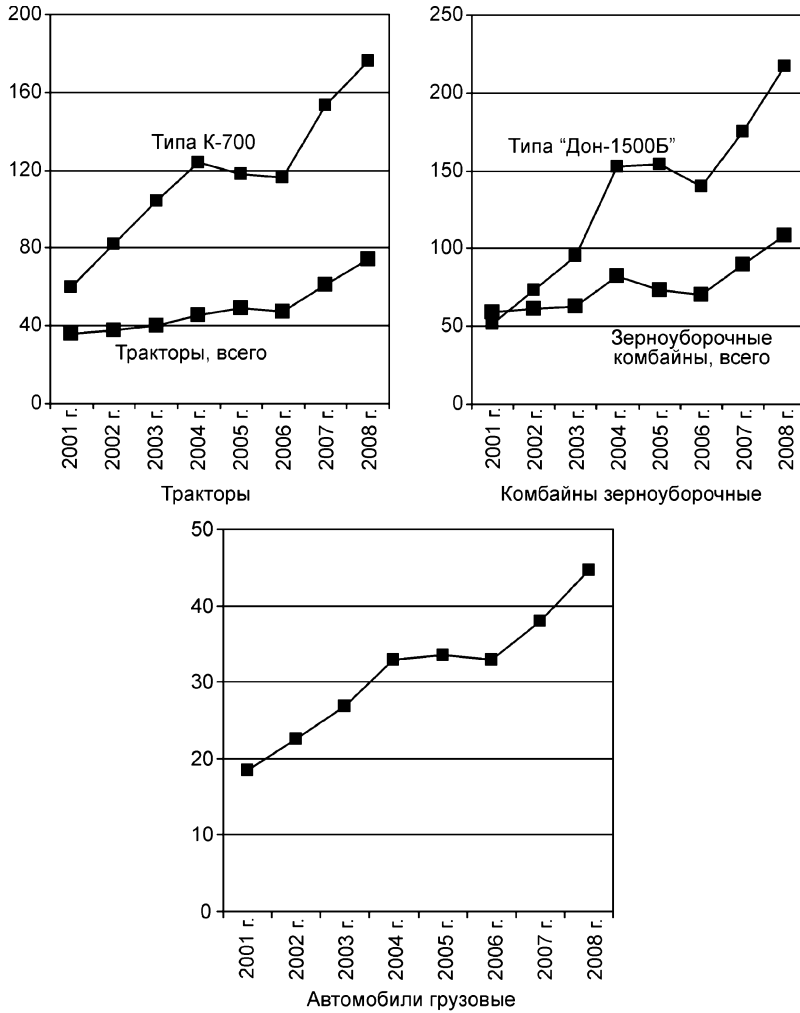 200
160
120
80
40
0
Типа К-700
Тракторы, всего
2001 г.
2002 г.
2003 г.
2004 г.
2005 г.
2006 г.
2007 г.
2008 г.
Тракторы
250
200
150
100
50
0
Типа “Дон-1500Б”
Зерноуборочные
комбайны, всего
2001 г.
2002 г.
2003 г.
2004 г.
2005 г.
2006 г.
2007 г.
2008 г.
Комбайны зерноуборочные
50
40
30
20
10
0
2001 г.
2002 г.
2003 г.
2004 г.
2005 г.
2006 г.
2007 г.
2008 г.
Автомобили грузовые